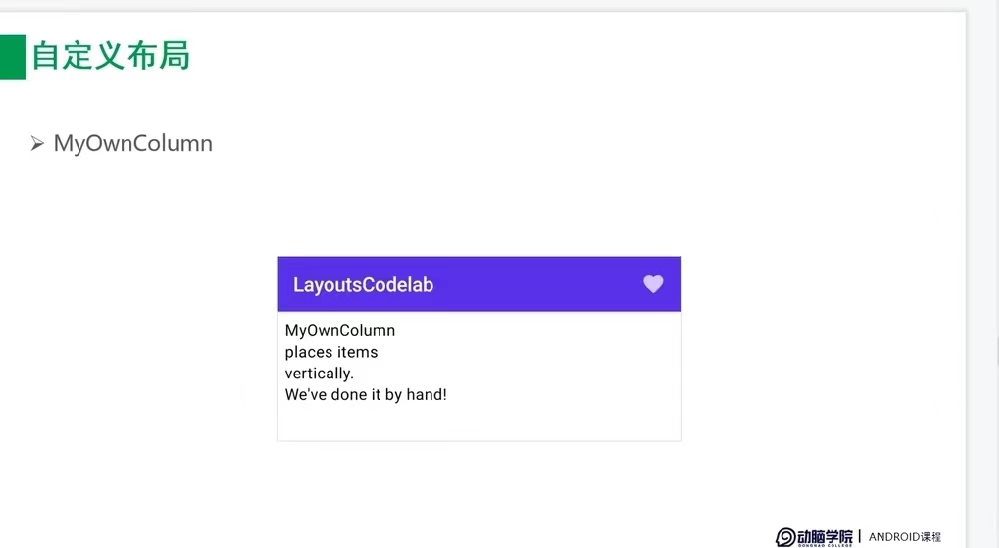 自定义布局
MyOwnColumn
LayoutsCodelab
MyOwnColumn
places items
vertically.
We've done it by hand!
动脑学院 | ANDROID课程
DONGNAO COLLEGE